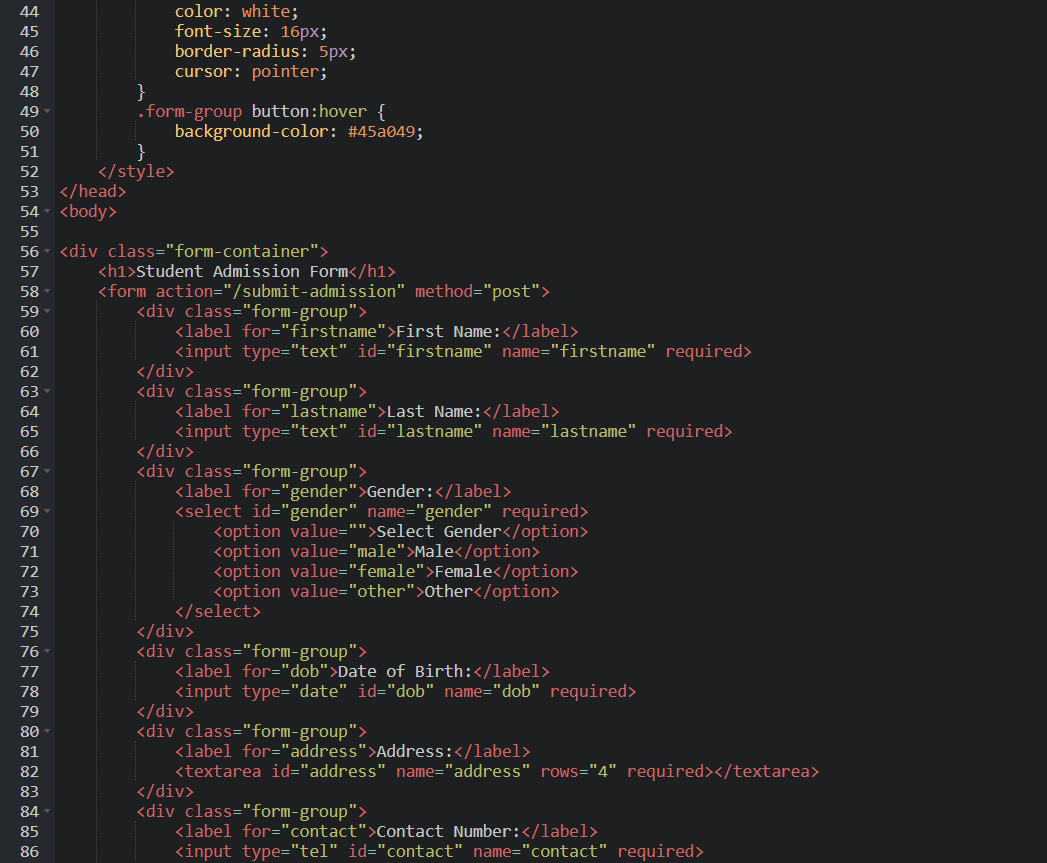 44             color: white;
45             font-size: 16px;
46             border-radius: 5px;
47             cursor: pointer;
48         }
49         .form-group button:hover {
50             background-color: #45a049;
51         }
52     </style>
53 </head>
54 <body>
55
56 <div class="form-container">
57     <h1>Student Admission Form</h1>
58     <form action="/submit-admission" method="post">
59         <div class="form-group">
60             <label for="firstname">First Name:</label>
61             <input type="text" id="firstname" name="firstname" required>
62         </div>
63         <div class="form-group">
64             <label for="lastname">Last Name:</label>
65             <input type="text" id="lastname" name="lastname" required>
66         </div>
67         <div class="form-group">
68             <label for="gender">Gender:</label>
69             <select id="gender" name="gender" required>
70                 <option value="">Select Gender</option>
71                 <option value="male">Male</option>
72                 <option value="female">Female</option>
73                 <option value="other">Other</option>
74             </select>
75         </div>
76         <div class="form-group">
77             <label for="dob">Date of Birth:</label>
78             <input type="date" id="dob" name="dob" required>
79         </div>
80         <div class="form-group">
81             <label for="address">Address:</label>
82             <textarea id="address" name="address" rows="4" required></textarea>
83         </div>
84         <div class="form-group">
85             <label for="contact">Contact Number:</label>
86             <input type="tel" id="contact" name="contact" required>